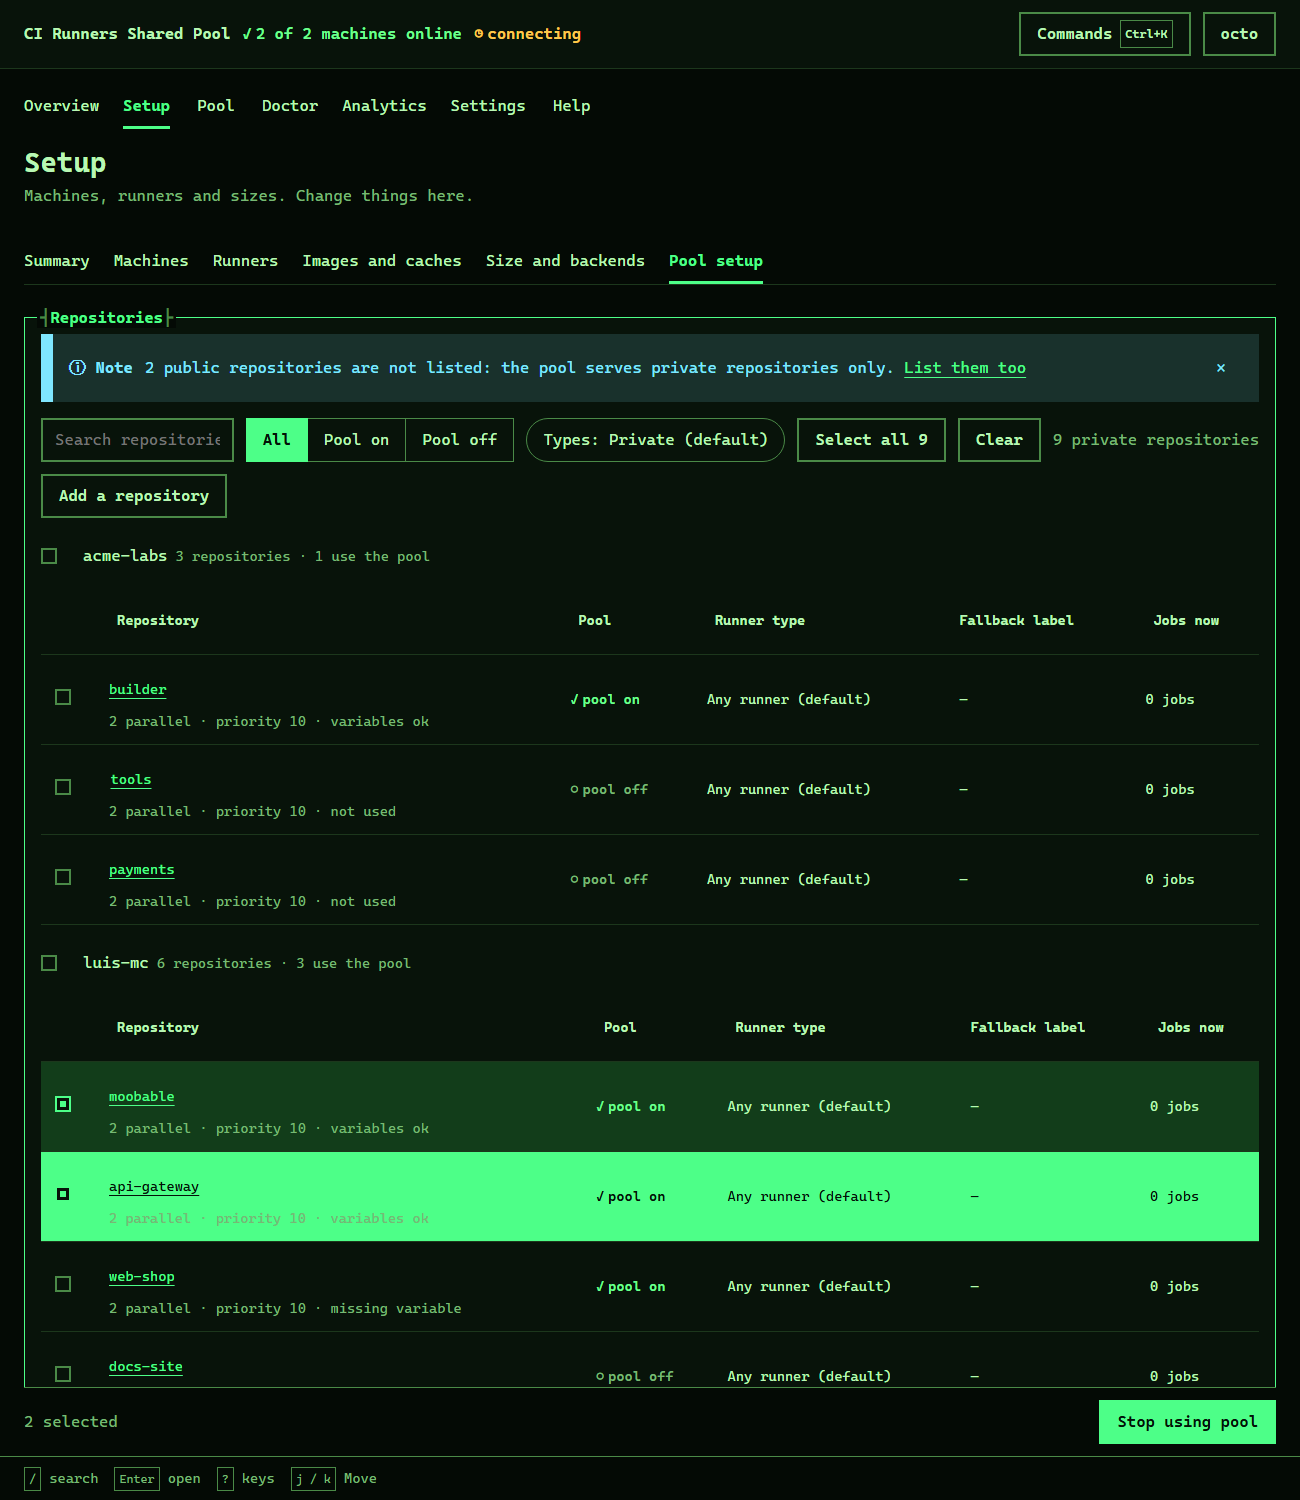 CI Runners Shared Pool ✓ 2 of 2 machines online connecting Commands Ctrl+K octo
Overview Setup Pool Doctor Analytics Settings Help
Setup
Machines, runners and sizes. Change things here.
Summary Machines Runners Images and caches Size and backends Pool setup
Repositories
ⓘ Note 2 public repositories are not listed: the pool serves private repositories only. List them too ×
Search repositorie All Pool on Pool off Types: Private (default) Select all 9 Clear 9 private repositories
Add a repository
acme-labs 3 repositories · 1 use the pool
Repository Pool Runner type Fallback label Jobs now
builder
✓ pool on Any runner (default) — 0 jobs
2 parallel · priority 10 · variables ok
tools
○ pool off Any runner (default) — 0 jobs
2 parallel · priority 10 · not used
payments
○ pool off Any runner (default) — 0 jobs
2 parallel · priority 10 · not used
luis-mc 6 repositories · 3 use the pool
Repository Pool Runner type Fallback label Jobs now
moobable
✓ pool on Any runner (default) — 0 jobs
2 parallel · priority 10 · variables ok
api-gateway
✓ pool on Any runner (default) — 0 jobs
2 parallel · priority 10 · variables ok
web-shop
✓ pool on Any runner (default) — 0 jobs
2 parallel · priority 10 · missing variable
docs-site
○ pool off Any runner (default) — 0 jobs
2 selected Stop using pool
/ search Enter open ? keys j / k Move